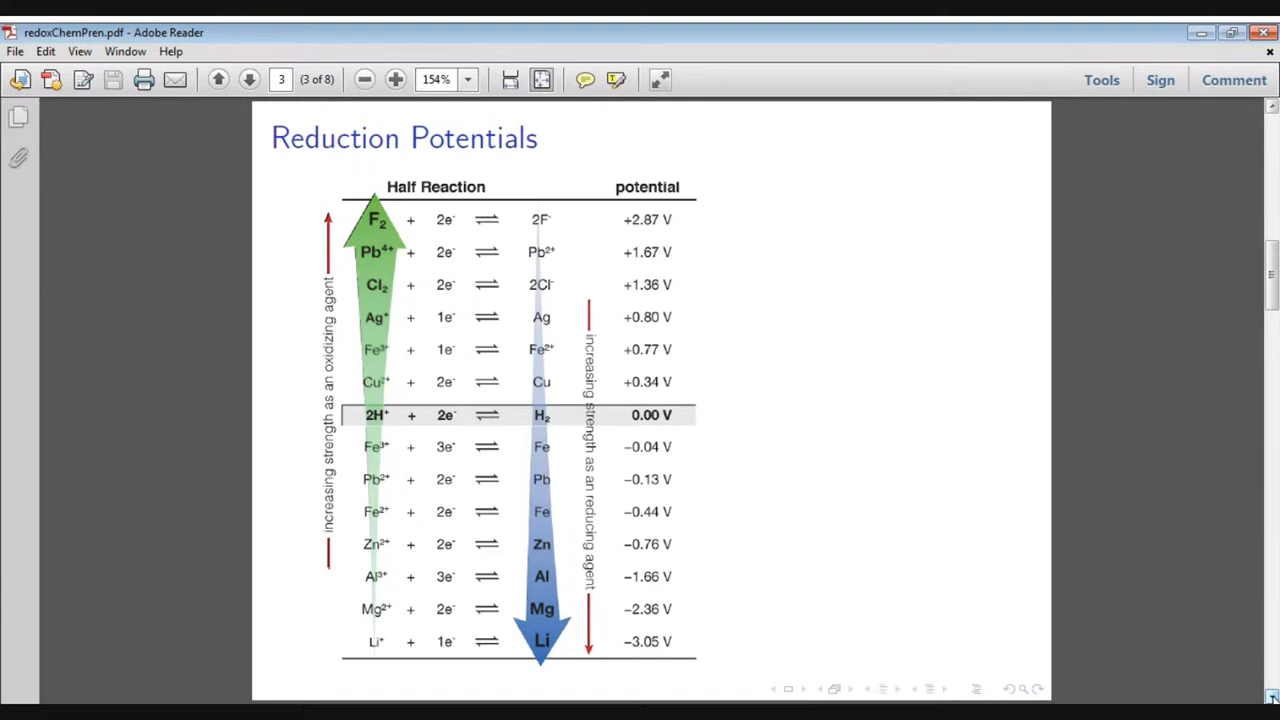 redoxChemPren.pdf - Adobe Reader
File Edit View Window Help
3 (3 of 8) 154% Tools Sign Comment
Reduction Potentials
Half Reaction potential
F₂ + 2e⁻ ⇌ 2F⁻ +2.87 V
Pb⁴⁺ + 2e⁻ ⇌ Pb²⁺ +1.67 V
Cl₂ + 2e⁻ ⇌ 2Cl⁻ +1.36 V
Ag⁺ + 1e⁻ ⇌ Ag +0.80 V
Fe³⁺ + 1e⁻ ⇌ Fe²⁺ +0.77 V
Cu²⁺ + 2e⁻ ⇌ Cu +0.34 V
2H⁺ + 2e⁻ ⇌ H₂ 0.00 V
Fe³⁺ + 3e⁻ ⇌ Fe −0.04 V
Pb²⁺ + 2e⁻ ⇌ Pb −0.13 V
Fe²⁺ + 2e⁻ ⇌ Fe −0.44 V
Zn²⁺ + 2e⁻ ⇌ Zn −0.76 V
Al³⁺ + 3e⁻ ⇌ Al −1.66 V
Mg²⁺ + 2e⁻ ⇌ Mg −2.36 V
Li⁺ + 1e⁻ ⇌ Li −3.05 V
increasing strength as an oxidizing agent
increasing strength as an reducing agent